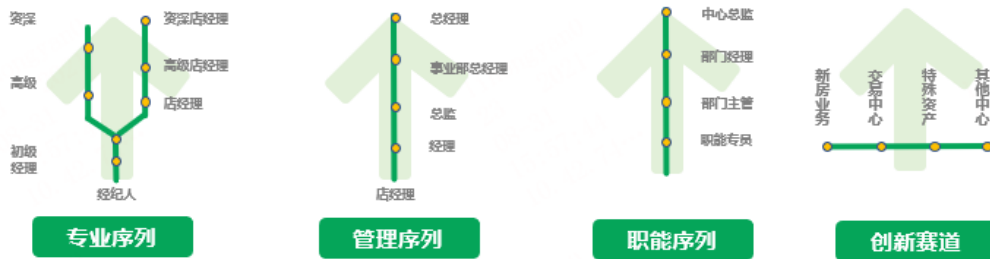 资深
高级
初级
经理
资深店经理
高级店经理
店经理
经纪人
专业序列
总经理
事业部总经理
总监
经理
店经理
管理序列
中心总监
部门经理
部门主管
职能专员
职能序列
新房业务
交易中心
特殊资产
其他中心
创新赛道